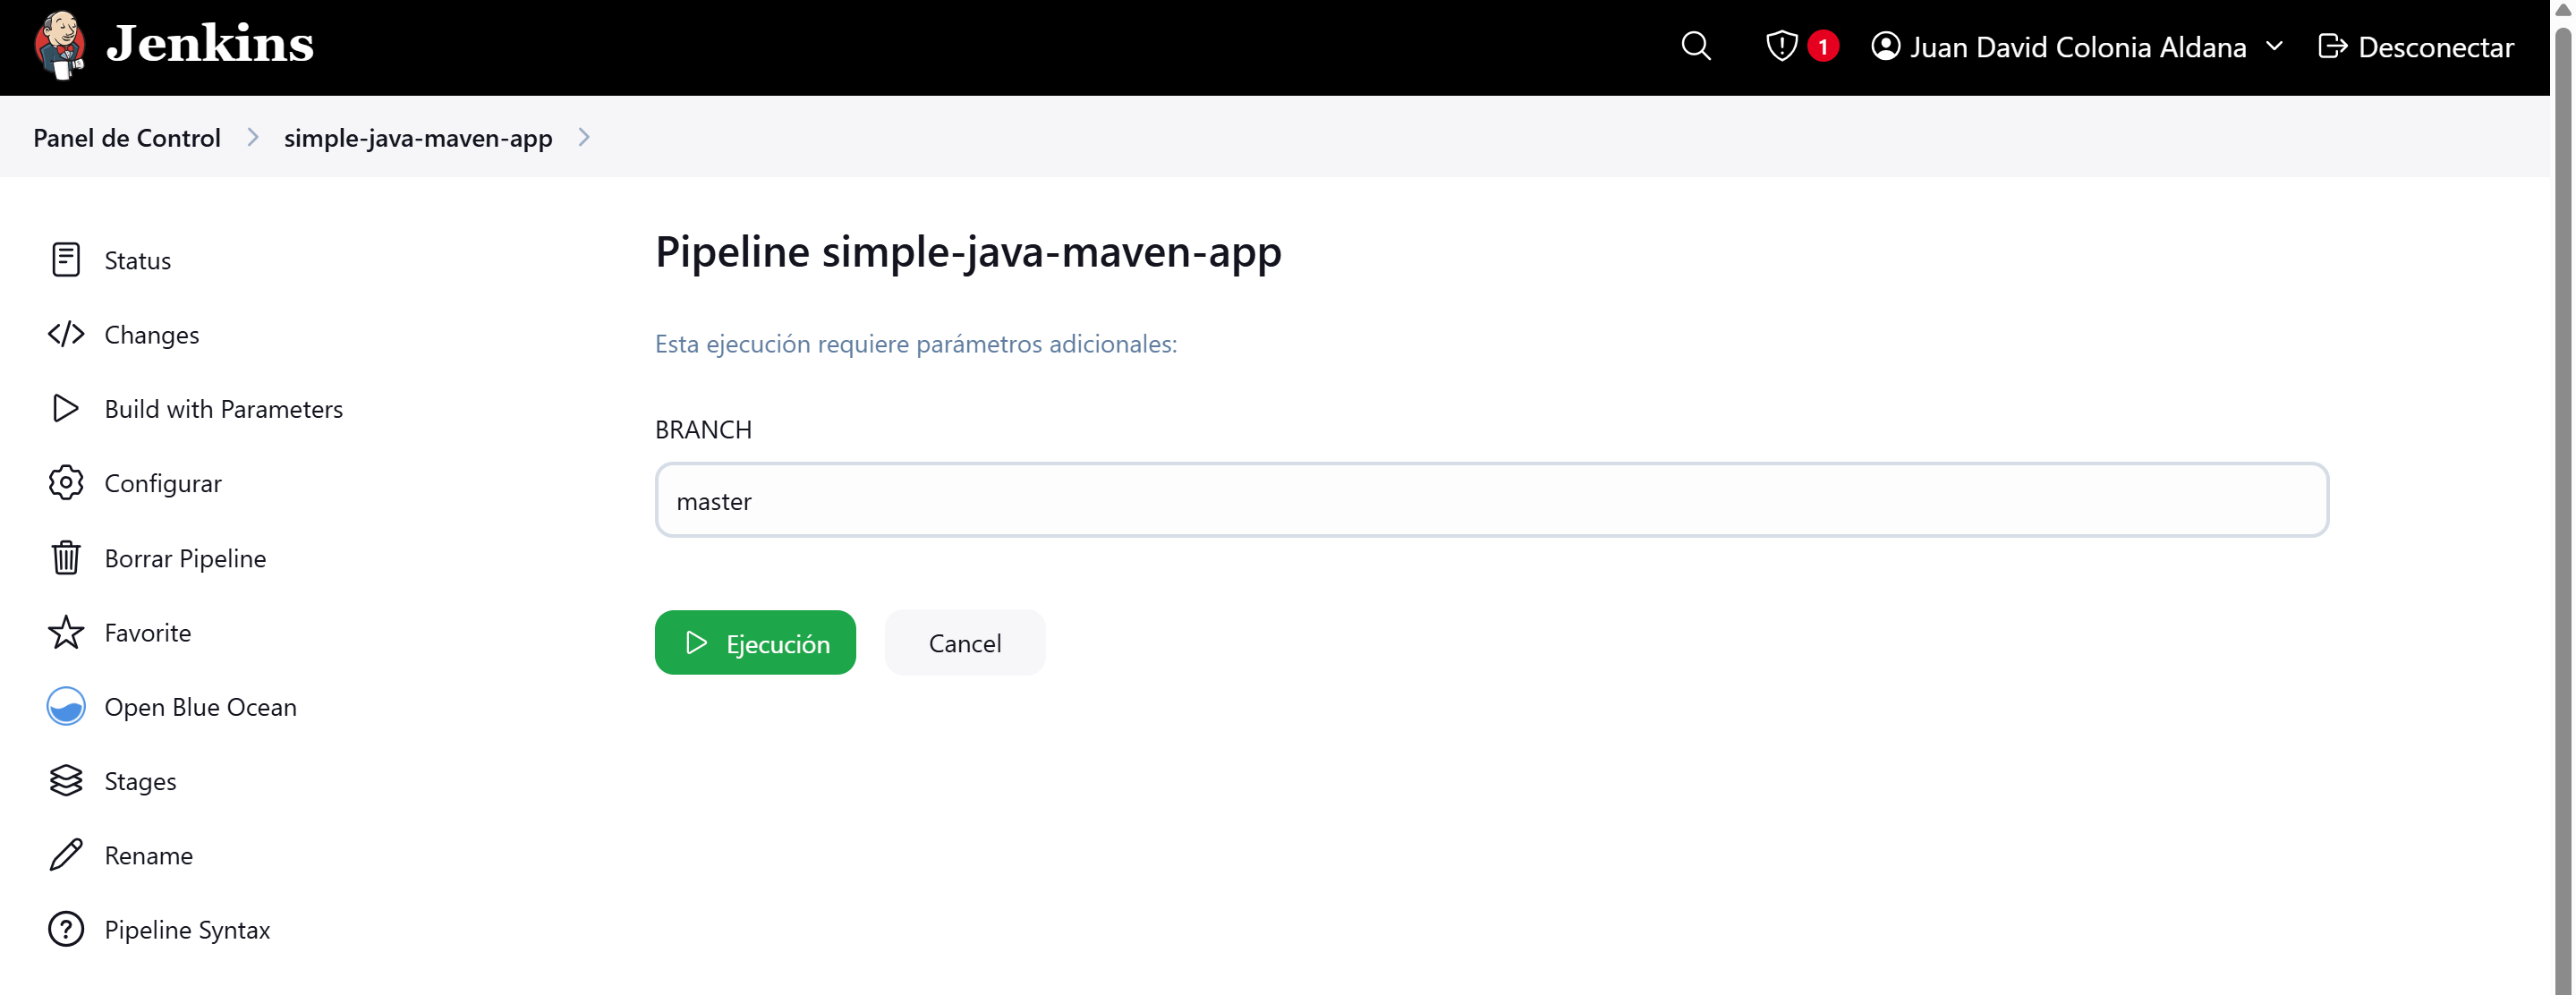 Jenkins
1
Juan David Colonia Aldana
Desconectar
Panel de Control
simple-java-maven-app
Status
Changes
Build with Parameters
Configurar
Borrar Pipeline
Favorite
Open Blue Ocean
Stages
Rename
Pipeline Syntax
Pipeline simple-java-maven-app
Esta ejecución requiere parámetros adicionales:
BRANCH
master
Ejecución
Cancel